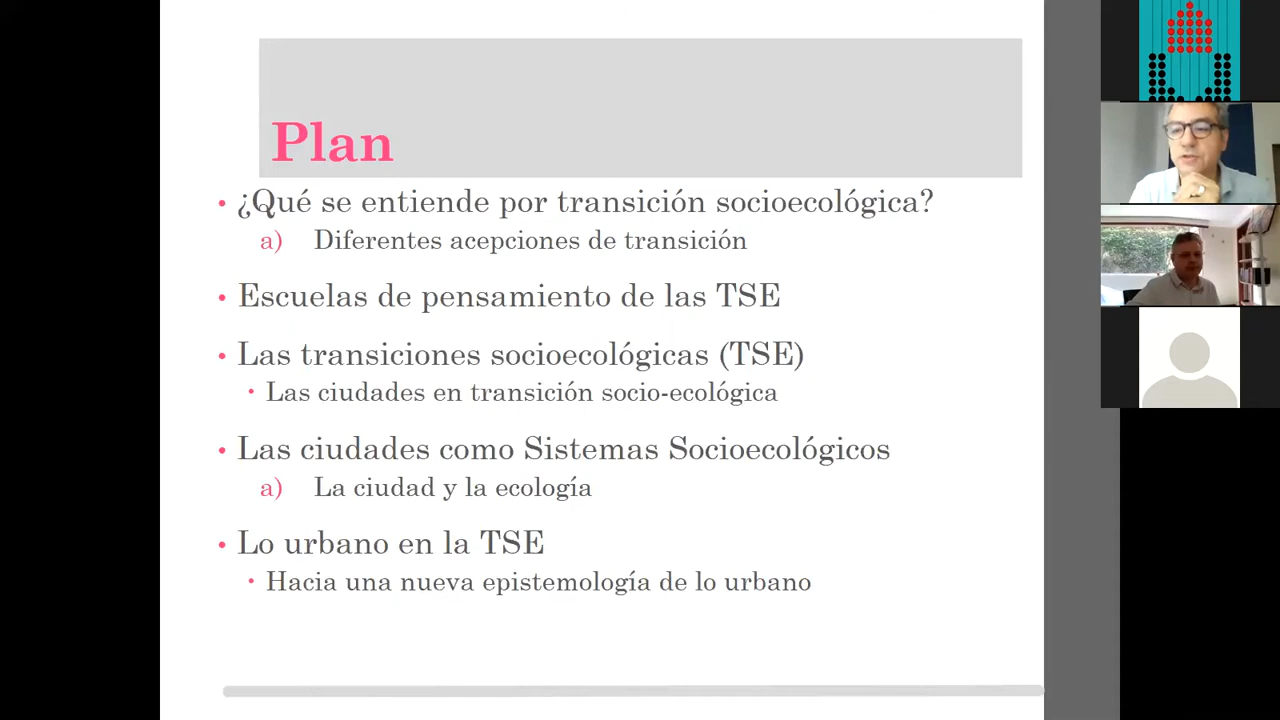 Plan
• ¿Qué se entiende por transición socioecológica?
a) Diferentes acepciones de transición
• Escuelas de pensamiento de las TSE
• Las transiciones socioecológicas (TSE)
• Las ciudades en transición socio-ecológica
• Las ciudades como Sistemas Socioecológicos
a) La ciudad y la ecología
• Lo urbano en la TSE
• Hacia una nueva epistemología de lo urbano